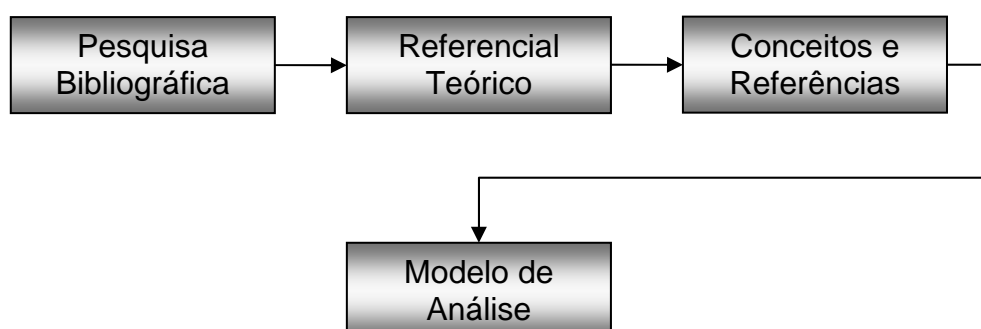 Pesquisa
Bibliográfica
Referencial
Teórico
Conceitos e
Referências
Modelo de
Análise